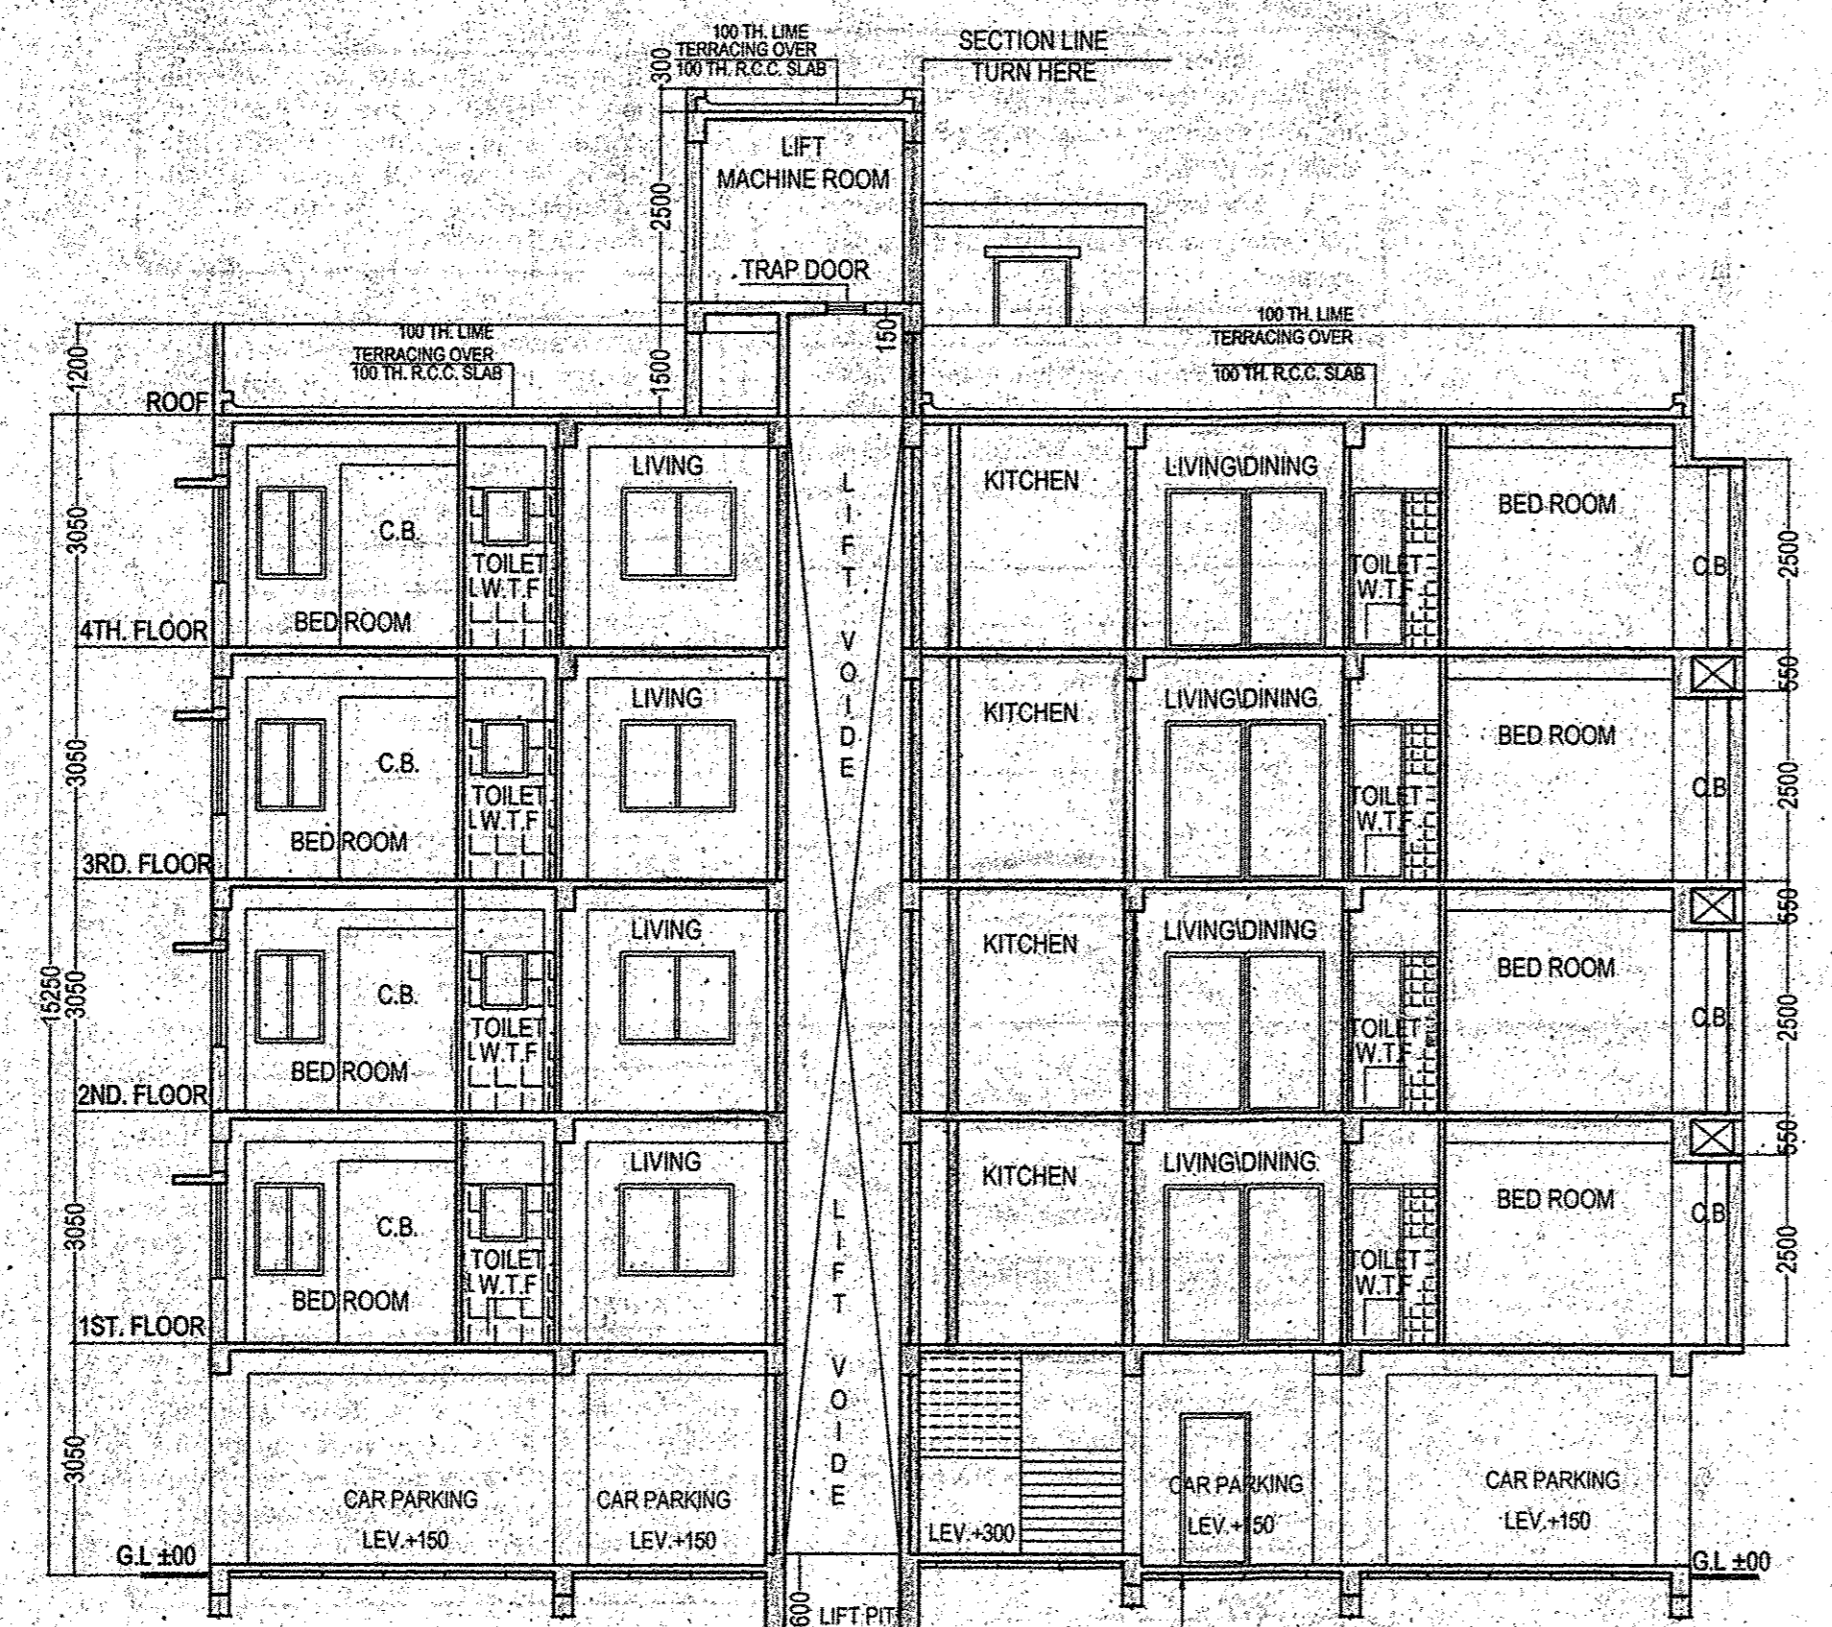 100 TH. LIME
TERRACING OVER
100 TH. R.C.C. SLAB
300
SECTION LINE
TURN HERE
LIFT
MACHINE ROOM
2500
TRAP DOOR
150
1500
1200
100 TH. LIME
TERRACING OVER
100 TH. R.C.C. SLAB
100 TH. LIME
TERRACING OVER
100 TH. R.C.C. SLAB
ROOF
3050
4TH. FLOOR
C.B.
BED ROOM
TOILET
W.T.F
LIVING
LIFT VOIDE
KITCHEN
LIVING\DINING
TOILET
W.T.F
BED ROOM
C.B
2500
550
3050
3RD. FLOOR
C.B.
BED ROOM
TOILET
W.T.F
LIVING
KITCHEN
LIVING\DINING
TOILET
W.T.F
BED ROOM
C.B
2500
550
15250
3050
2ND. FLOOR
C.B.
BED ROOM
TOILET
W.T.F
LIVING
KITCHEN
LIVING\DINING
TOILET
W.T.F
BED ROOM
C.B
2500
550
3050
1ST. FLOOR
C.B.
BED ROOM
TOILET
W.T.F
LIVING
LIFT VOIDE
KITCHEN
LIVING\DINING
TOILET
W.T.F
BED ROOM
C.B
2500
3050
CAR PARKING
LEV.+150
CAR PARKING
LEV.+150
LEV.+300
CAR PARKING
LEV.+150
CAR PARKING
LEV.+150
G.L ±00
G.L ±00
600
LIFT PIT